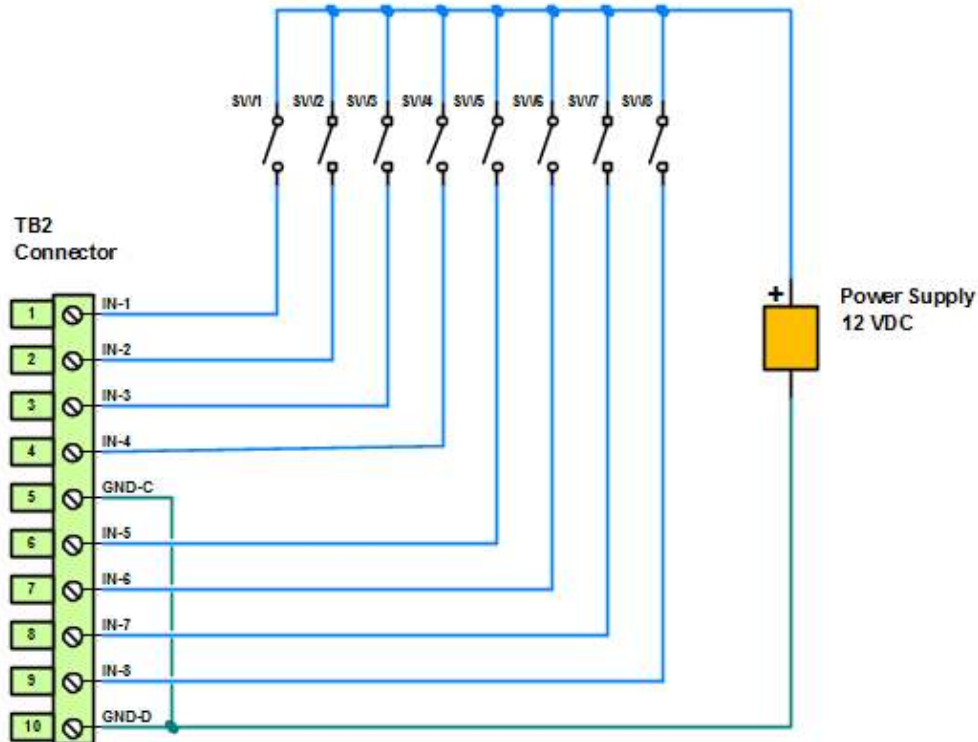 SW1 SW2 SW3 SW4 SW5 SW6 SW7 SW8
TB2
Connector
1 IN-1
2 IN-2
3 IN-3
4 IN-4
5 GND-C
6 IN-5
7 IN-6
8 IN-7
9 IN-8
10 GND-D
+
Power Supply
12 VDC